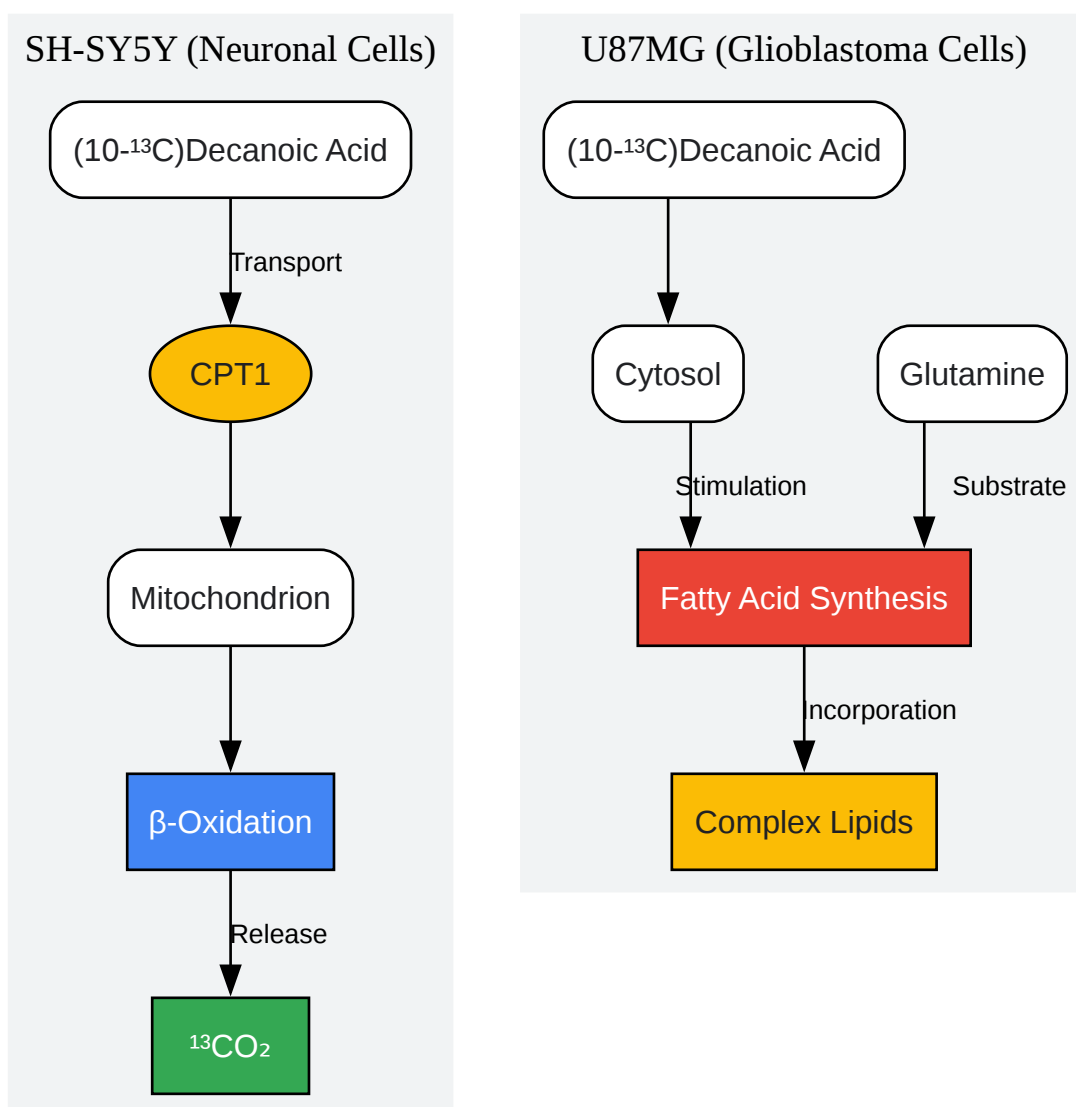 SH-SY5Y (Neuronal Cells)
(10-¹³C)Decanoic Acid
Transport
CPT1
Mitochondrion
β-Oxidation
Release
¹³CO₂
U87MG (Glioblastoma Cells)
(10-¹³C)Decanoic Acid
Cytosol
Glutamine
Stimulation
Substrate
Fatty Acid Synthesis
Incorporation
Complex Lipids